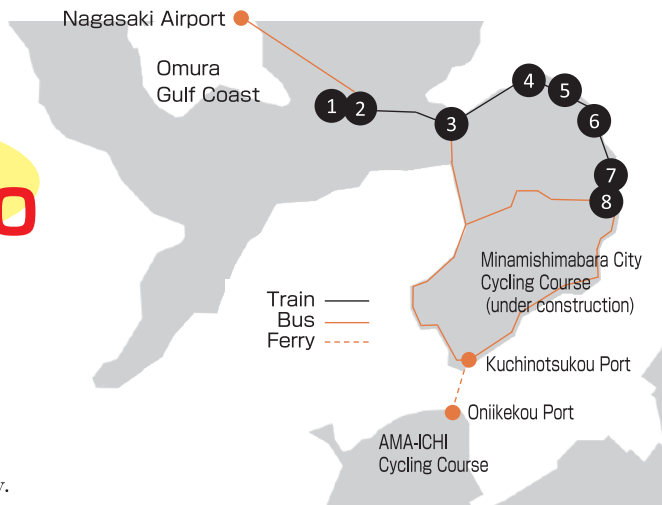 Nagasaki Airport
Omura
Gulf Coast
1
2
3
4
5
6
7
8
Minamishimabara City
Cycling Course
(under construction)
Train
Bus
Ferry
Kuchinotsukou Port
Oniikekou Port
AMA-ICHI
Cycling Course